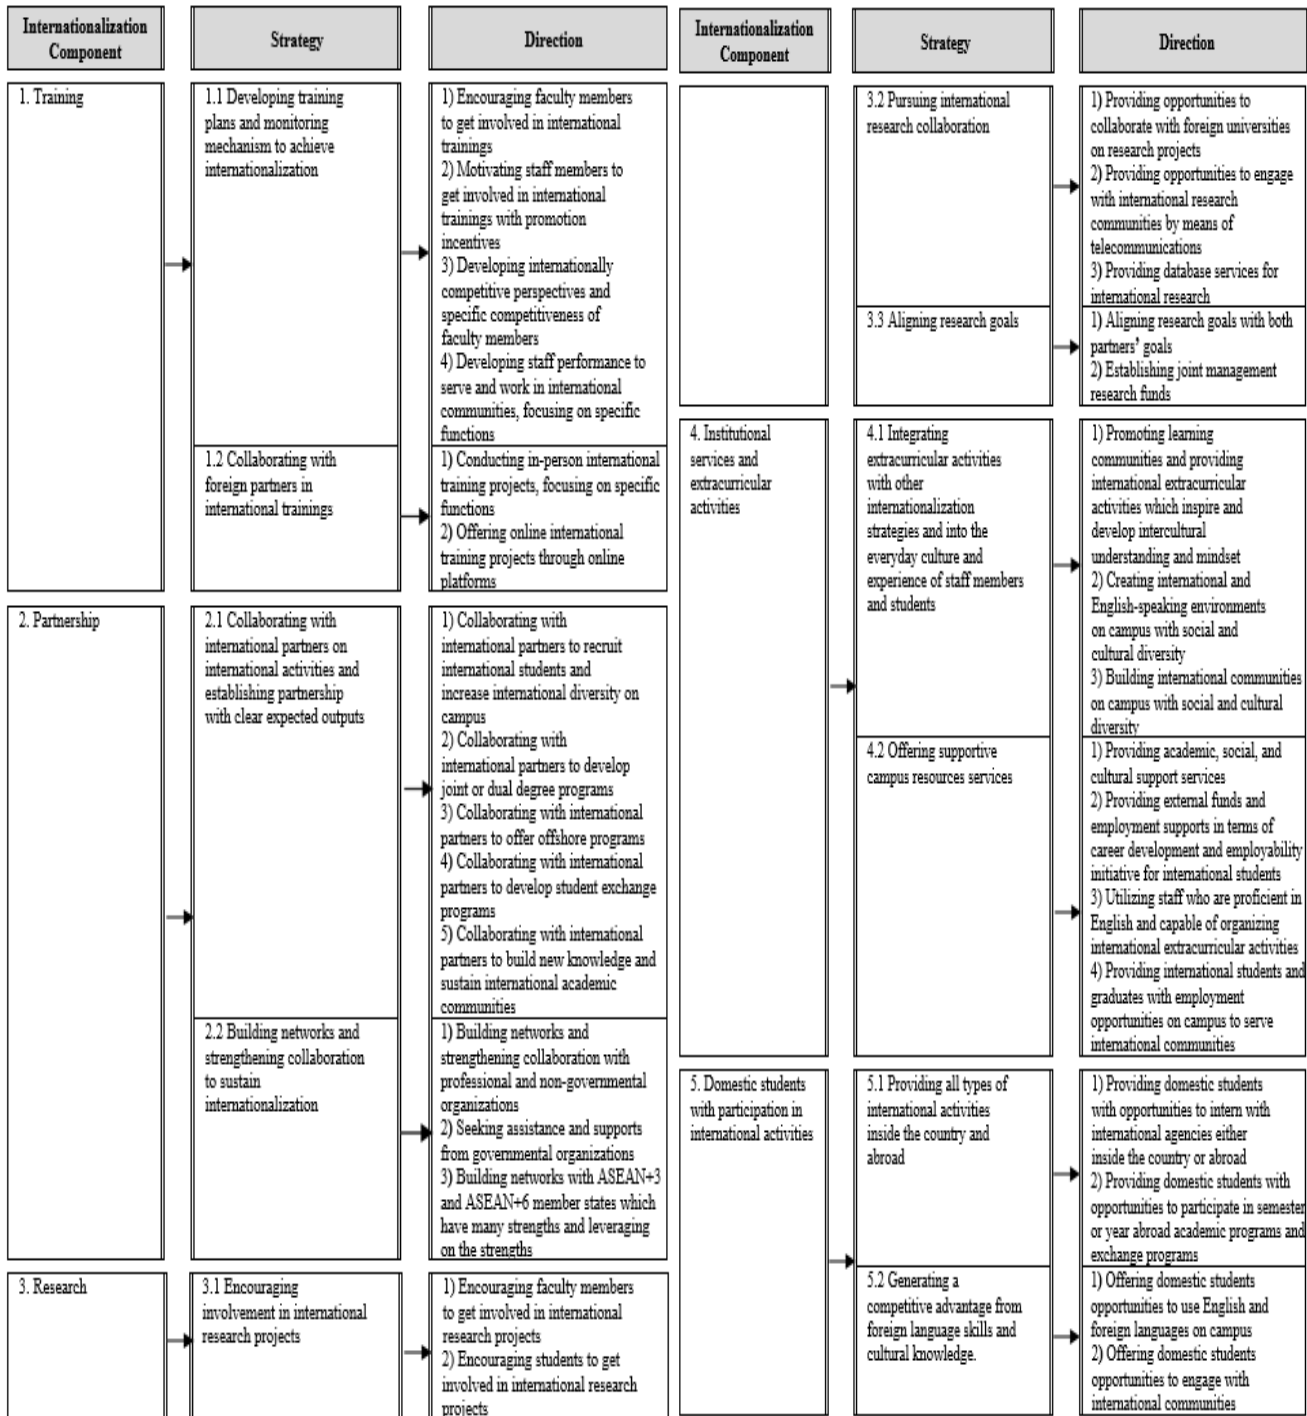 Internationalization
Component
Strategy
Direction
1. Training
1.1 Developing training
plans and monitoring
mechanism to achieve
internationalization
1) Encouraging faculty members
to get involved in international
trainings
2) Motivating staff members to
get involved in international
trainings with promotion
incentives
3) Developing internationally
competitive perspectives and
specific competitiveness of
faculty members
4) Developing staff performance to
serve and work in international
communities, focusing on specific
functions
1.2 Collaborating with
foreign partners in
international trainings
1) Conducting in-person international
training projects, focusing on specific
functions
2) Offering online international
training projects through online
platforms
2. Partnership
2.1 Collaborating with
international partners on
international activities and
establishing partnership
with clear expected outputs
1) Collaborating with
international partners to recruit
international students and
increase international diversity on
campus
2) Collaborating with
international partners to develop
joint or dual degree programs
3) Collaborating with international
partners to offer offshore programs
4) Collaborating with international
partners to develop student exchange
programs
5) Collaborating with international
partners to build new knowledge and
sustain international academic
communities
2.2 Building networks and
strengthening collaboration
to sustain
internationalization
1) Building networks and
strengthening collaboration with
professional and non-governmental
organizations
2) Seeking assistance and supports
from governmental organizations
3) Building networks with ASEAN+3
and ASEAN+6 member states which
have many strengths and leveraging
on the strengths
3. Research
3.1 Encouraging
involvement in international
research projects
1) Encouraging faculty members
to get involved in international
research projects
2) Encouraging students to get
involved in international research
projects
Internationalization
Component
Strategy
Direction
3.2 Pursuing international
research collaboration
1) Providing opportunities to
collaborate with foreign universities
on research projects
2) Providing opportunities to engage
with international research
communities by means of
telecommunications
3) Providing database services for
international research
3.3 Aligning research goals
1) Aligning research goals with both
partners' goals
2) Establishing joint management
research funds
4. Institutional
services and
extracurricular
activities
4.1 Integrating
extracurricular activities
with other
internationalization
strategies and into the
everyday culture and
experience of staff members
and students
1) Promoting learning
communities and providing
international extracurricular
activities which inspire and
develop intercultural
understanding and mindset
2) Creating international and
English-speaking environments
on campus with social and
cultural diversity
3) Building international communities
on campus with social and cultural
diversity
4.2 Offering supportive
campus resources services
1) Providing academic, social, and
cultural support services
2) Providing external funds and
employment supports in terms of
career development and employability
initiative for international students
3) Utilizing staff who are proficient in
English and capable of organizing
international extracurricular activities
4) Providing international students and
graduates with employment
opportunities on campus to serve
international communities
5. Domestic students
with participation in
international activities
5.1 Providing all types of
international activities
inside the country and
abroad
1) Providing domestic students
with opportunities to intern with
international agencies either
inside the country or abroad
2) Providing domestic students with
opportunities to participate in semester
or year abroad academic programs and
exchange programs
5.2 Generating a
competitive advantage from
foreign language skills and
cultural knowledge.
1) Offering domestic students
opportunities to use English and
foreign languages on campus
2) Offering domestic students
opportunities to engage with
international communities